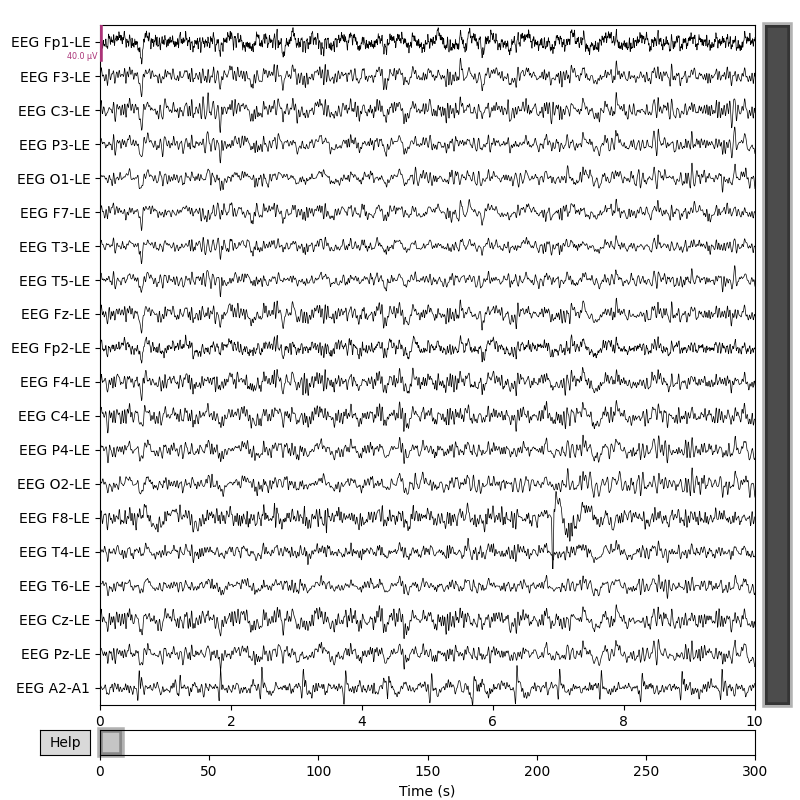 EEG Fp1-LE
40.0 µV
EEG F3-LE
EEG C3-LE
EEG P3-LE
EEG O1-LE
EEG F7-LE
EEG T3-LE
EEG T5-LE
EEG Fz-LE
EEG Fp2-LE
EEG F4-LE
EEG C4-LE
EEG P4-LE
EEG O2-LE
EEG F8-LE
EEG T4-LE
EEG T6-LE
EEG Cz-LE
EEG Pz-LE
EEG A2-A1
0 2 4 6 8 10
Help
0 50 100 150 200 250 300
Time (s)